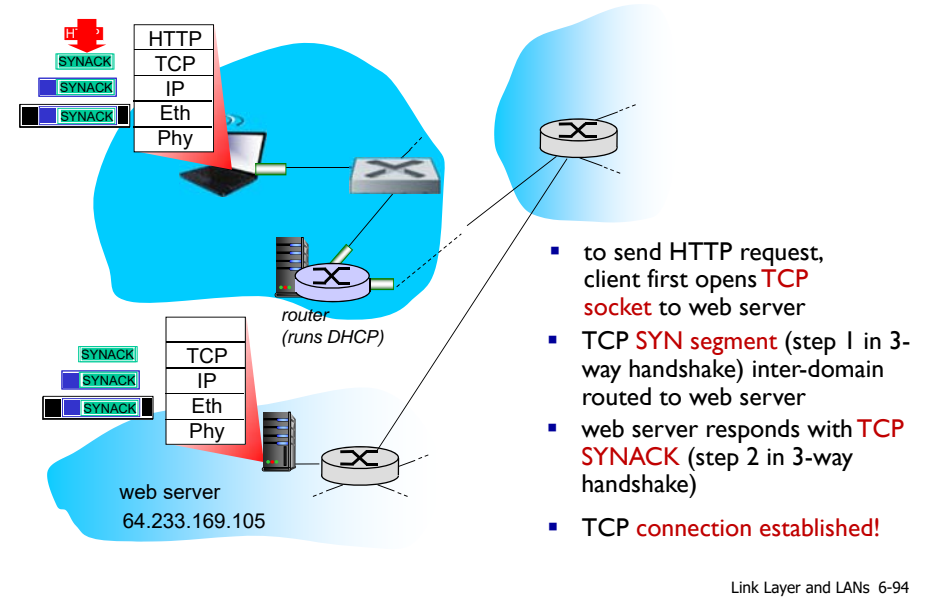 HTTP
SYNACK
SYNACK
SYNACK
HTTP
TCP
IP
Eth
Phy
router
(runs DHCP)
SYNACK
SYNACK
SYNACK
TCP
IP
Eth
Phy
web server
64.233.169.105
▪ to send HTTP request,
client first opens TCP
socket to web server
▪ TCP SYN segment (step 1 in 3-
way handshake) inter-domain
routed to web server
▪ web server responds with TCP
SYNACK (step 2 in 3-way
handshake)
▪ TCP connection established!
Link Layer and LANs 6-94